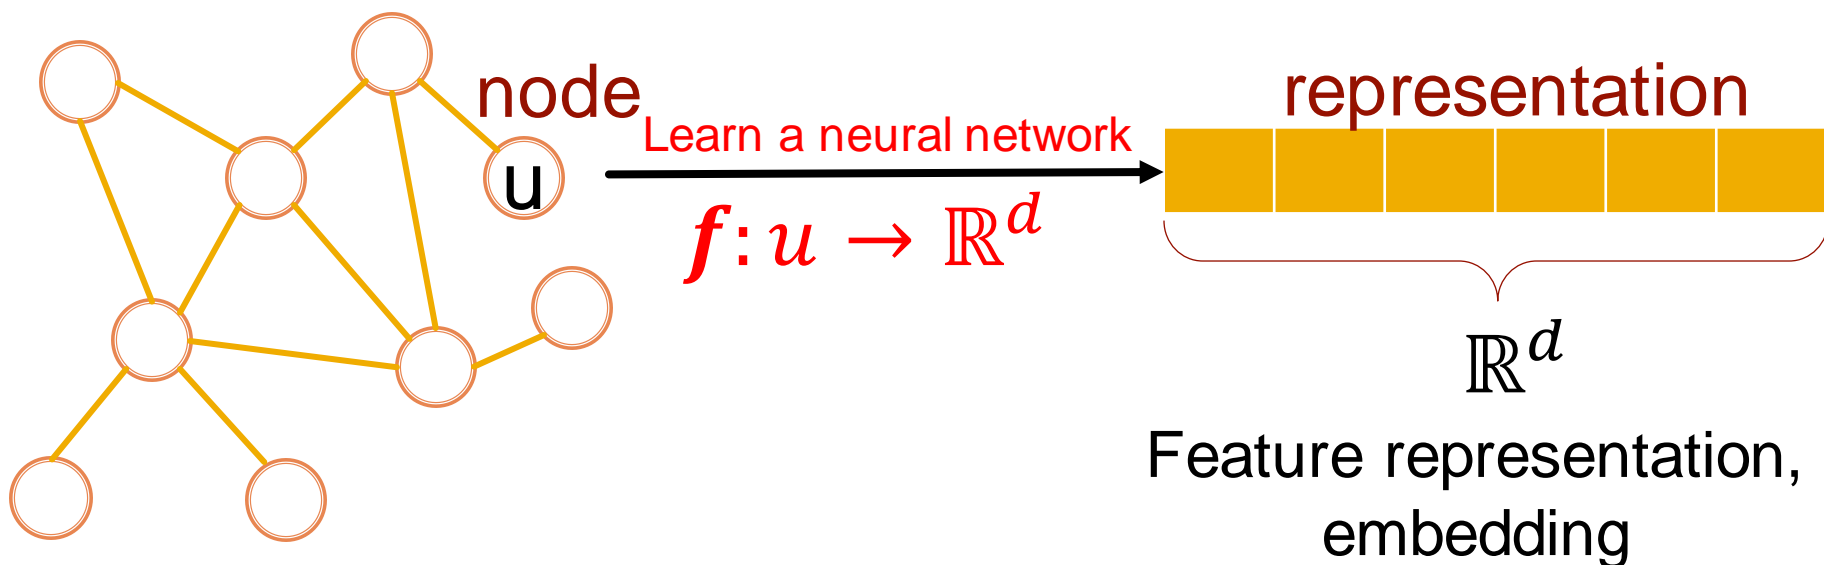 node
u
Learn a neural network
f: u → ℝ^d
representation
ℝ^d
Feature representation,
embedding